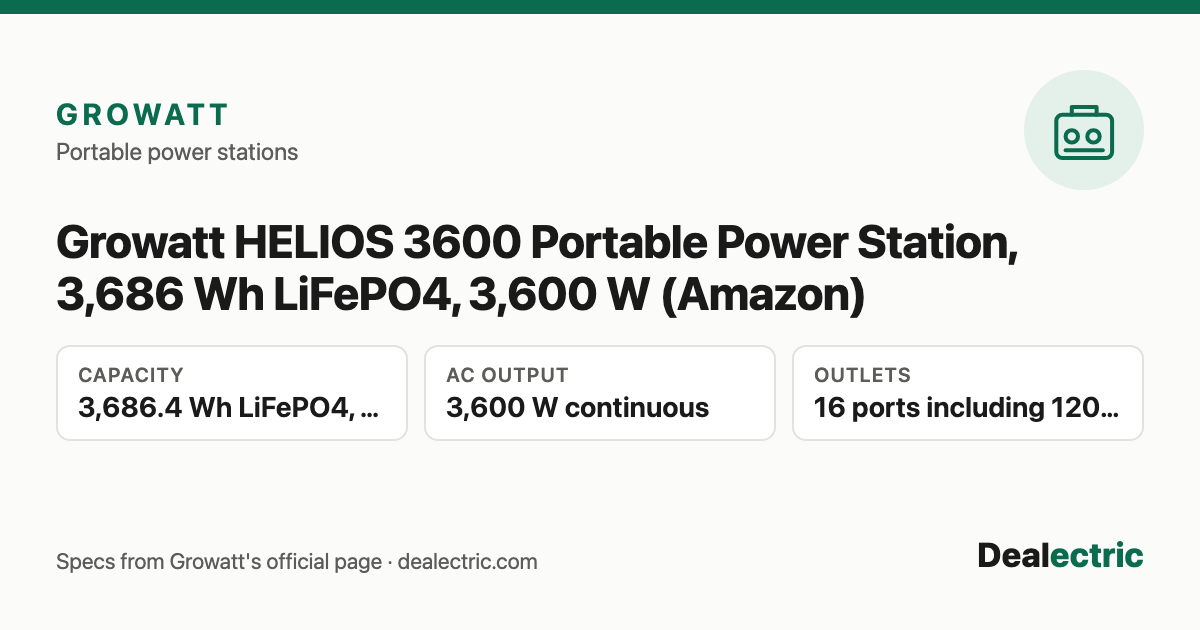 GROWATT
Portable power stations
Growatt HELIOS 3600 Portable Power Station,
3,686 Wh LiFePO4, 3,600 W (Amazon)
CAPACITY
3,686.4 Wh LiFePO4, ...
AC OUTPUT
3,600 W continuous
OUTLETS
16 ports including 120...
Specs from Growatt's official page · dealectric.com
Dealectric